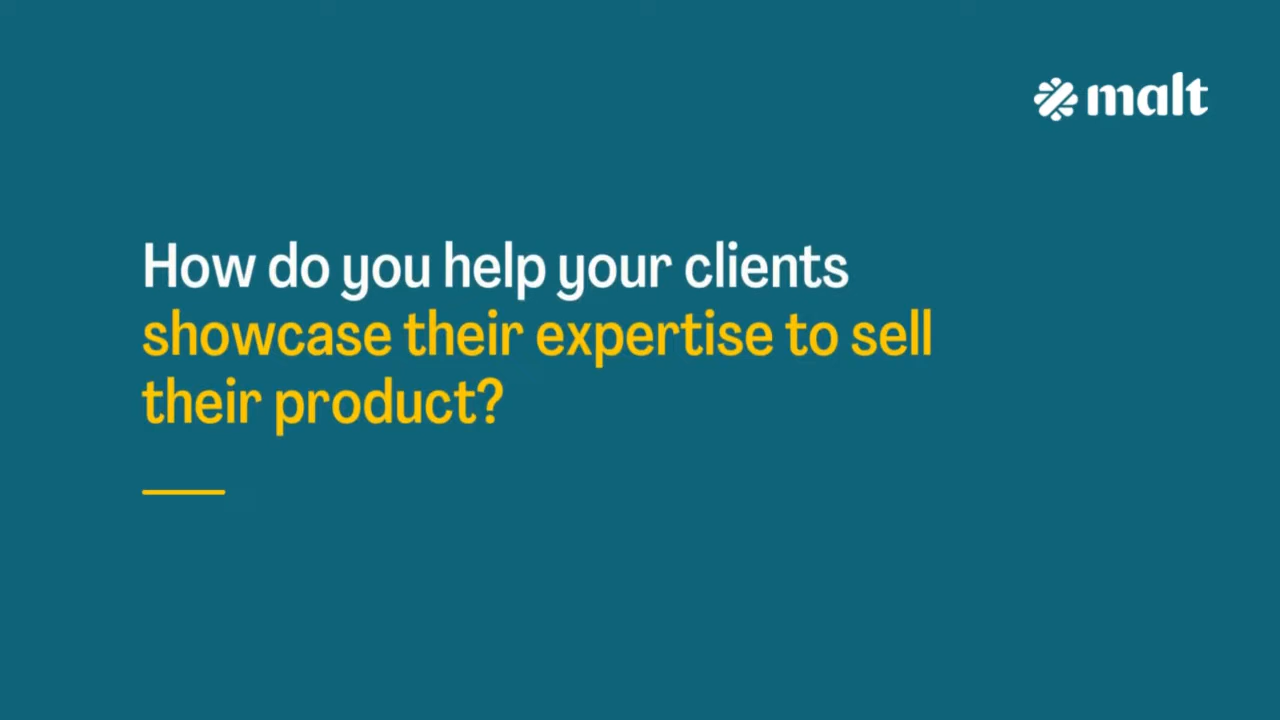 malt
How do you help your clients
showcase their expertise to sell
their product?